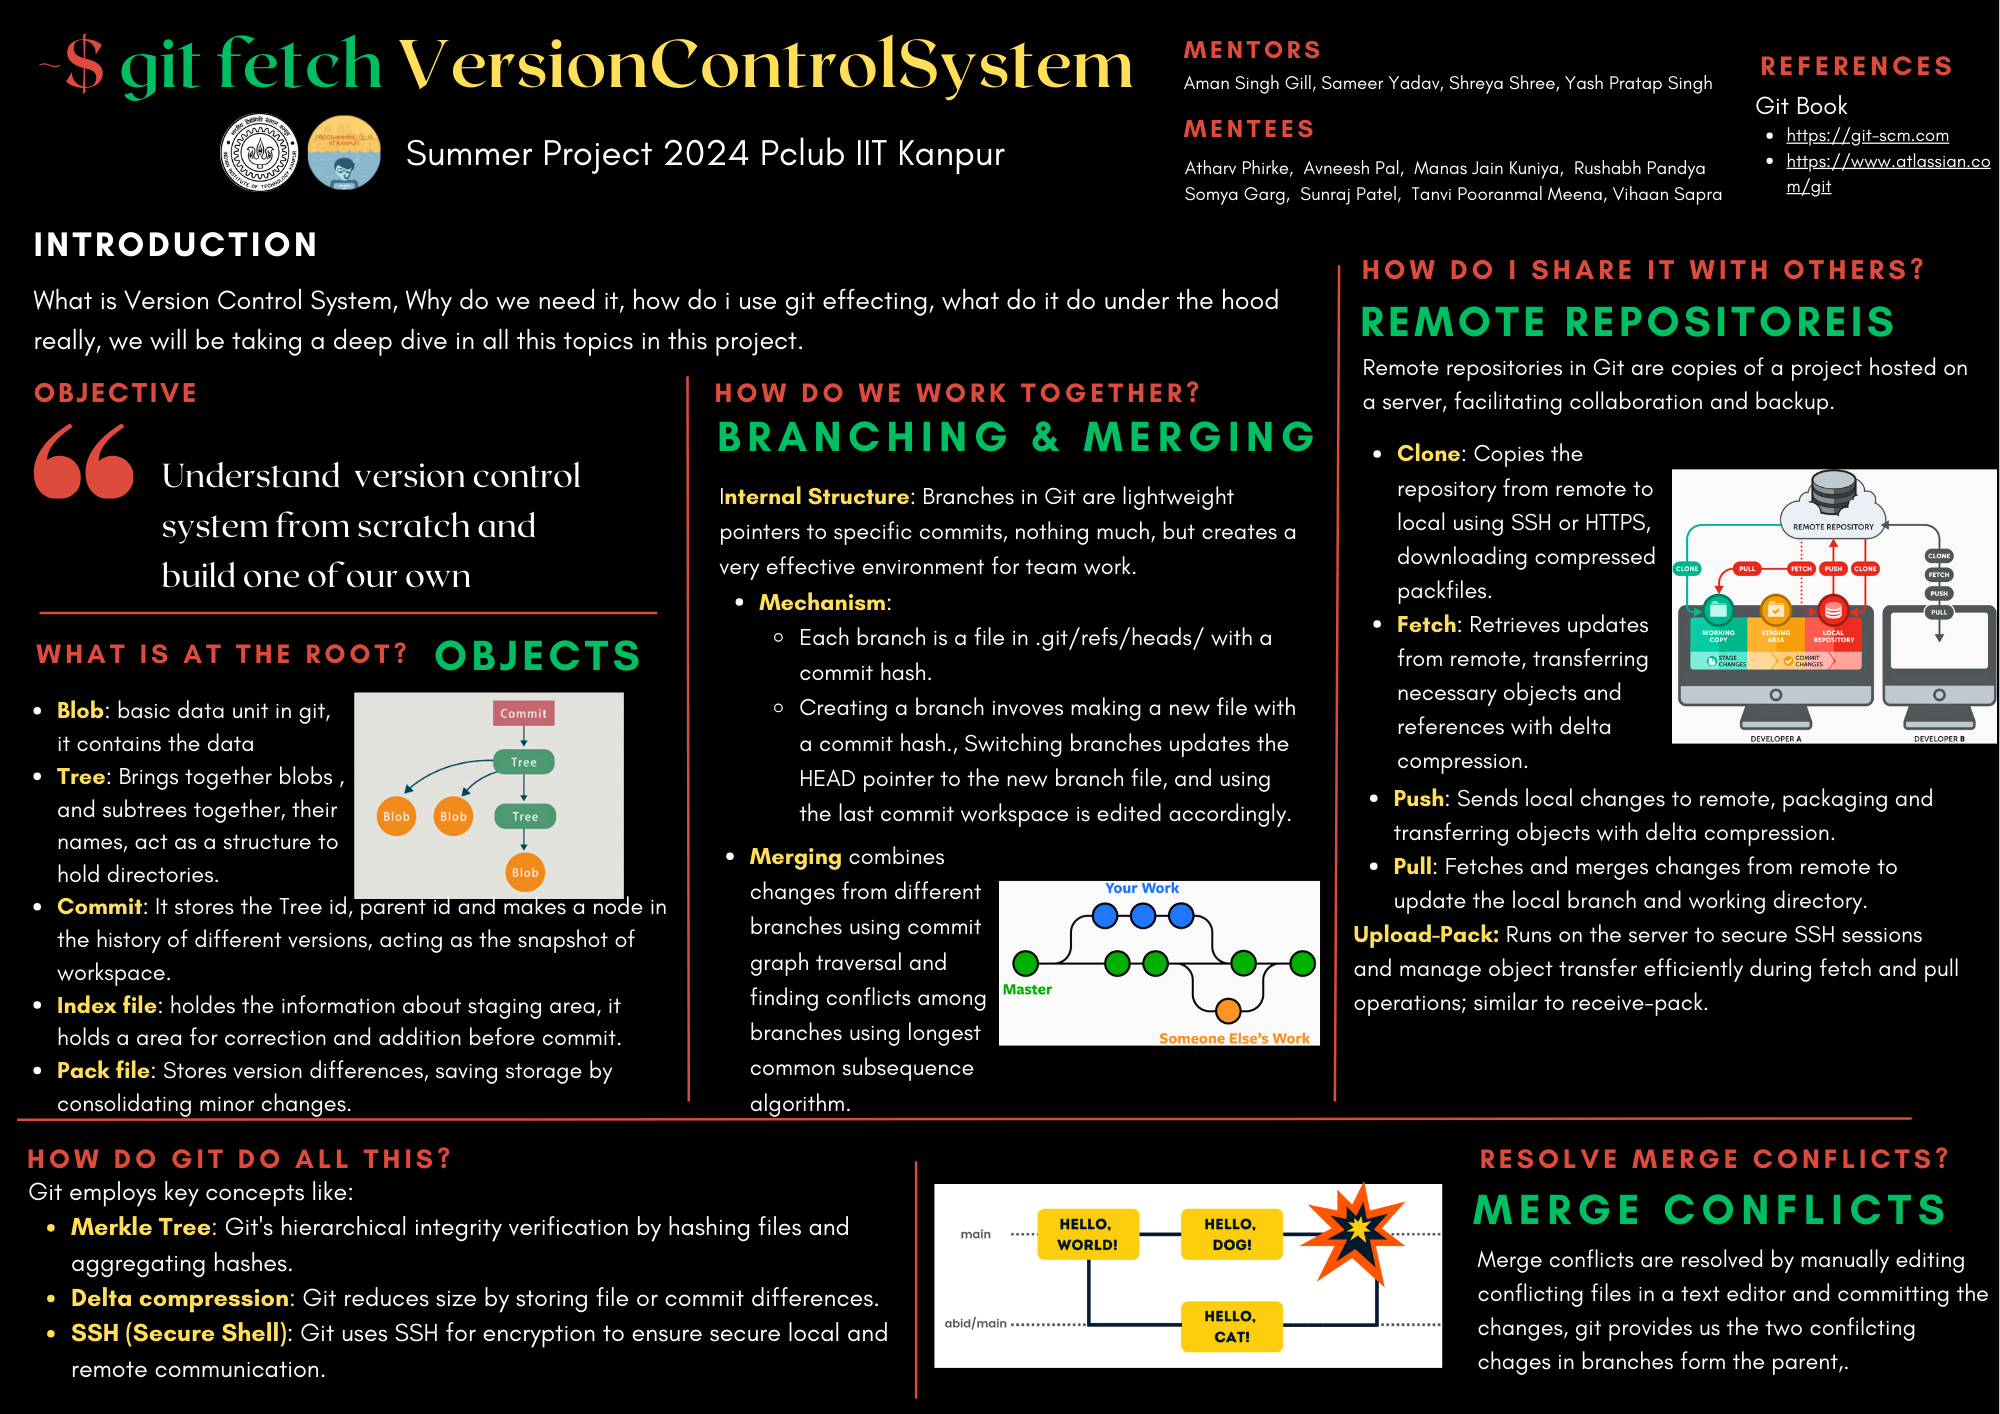 ~$ git fetch VersionControlSystem
PROGRAMMING CLUB
IIT KANPUR
Summer Project 2024 Pclub IIT Kanpur
MENTORS
Aman Singh Gill, Sameer Yadav, Shreya Shree, Yash Pratap Singh
MENTEES
Atharv Phirke, Avneesh Pal, Manas Jain Kuniya, Rushabh Pandya
Somya Garg, Sunraj Patel, Tanvi Pooranmal Meena, Vihaan Sapra
REFERENCES
Git Book
https://git-scm.com
https://www.atlassian.co
m/git
INTRODUCTION
What is Version Control System, Why do we need it, how do i use git effecting, what do it do under the hood
really, we will be taking a deep dive in all this topics in this project.
OBJECTIVE
Understand version control
system from scratch and
build one of our own
WHAT IS AT THE ROOT? OBJECTS
Blob: basic data unit in git,
it contains the data
Tree: Brings together blobs ,
and subtrees together, their
names, act as a structure to
hold directories.
Commit: It stores the Tree id, parent id and makes a node in
the history of different versions, acting as the snapshot of
workspace.
Index file: holdes the information about staging area, it
holds a area for correction and addition before commit.
Pack file: Stores version differences, saving storage by
consolidating minor changes.
Commit
Tree
Blob
Blob
Tree
Blob
HOW DO WE WORK TOGETHER?
BRANCHING & MERGING
Internal Structure: Branches in Git are lightweight
pointers to specific commits, nothing much, but creates a
very effective environment for team work.
Mechanism:
Each branch is a file in .git/refs/heads/ with a
commit hash.
Creating a branch invoves making a new file with
a commit hash., Switching branches updates the
HEAD pointer to the new branch file, and using
the last commit workspace is edited accordingly.
Merging combines
changes from different
branches using commit
graph traversal and
finding conflicts among
branches using longest
common subsequence
algorithm.
Your Work
Master
Someone Else's Work
HOW DO I SHARE IT WITH OTHERS?
REMOTE REPOSITOREIS
Remote repositories in Git are copies of a project hosted on
a server, facilitating collaboration and backup.
Clone: Copies the
repository from remote to
local using SSH or HTTPS,
downloading compressed
packfiles.
Fetch: Retrieves updates
from remote, transferring
necessary objects and
references with delta
compression.
Push: Sends local changes to remote, packaging and
transferring objects with delta compression.
Pull: Fetches and merges changes from remote to
update the local branch and working directory.
Upload-Pack: Runs on the server to secure SSH sessions
and manage object transfer efficiently during fetch and pull
operations; similar to receive-pack.
REMOTE REPOSITORY
CLONE
PULL
FETCH
PUSH
CLONE
CLONE
FETCH
PUSH
PULL
WORKING
COPY
STAGING
AREA
LOCAL
REPOSITORY
STAGE
CHANGES
COMMIT
CHANGES
DEVELOPER A
DEVELOPER B
HOW DO GIT DO ALL THIS?
Git employs key concepts like:
Merkle Tree: Git's hierarchical integrity verification by hashing files and
aggregating hashes.
Delta compression: Git reduces size by storing file or commit differences.
SSH (Secure Shell): Git uses SSH for encryption to ensure secure local and
remote communication.
main
HELLO,
WORLD!
HELLO,
DOG!
abid/main
HELLO,
CAT!
RESOLVE MERGE CONFLICTS?
MERGE CONFLICTS
Merge conflicts are resolved by manually editing
conflicting files in a text editor and committing the
changes, git provides us the two confilcting
chages in branches form the parent,.